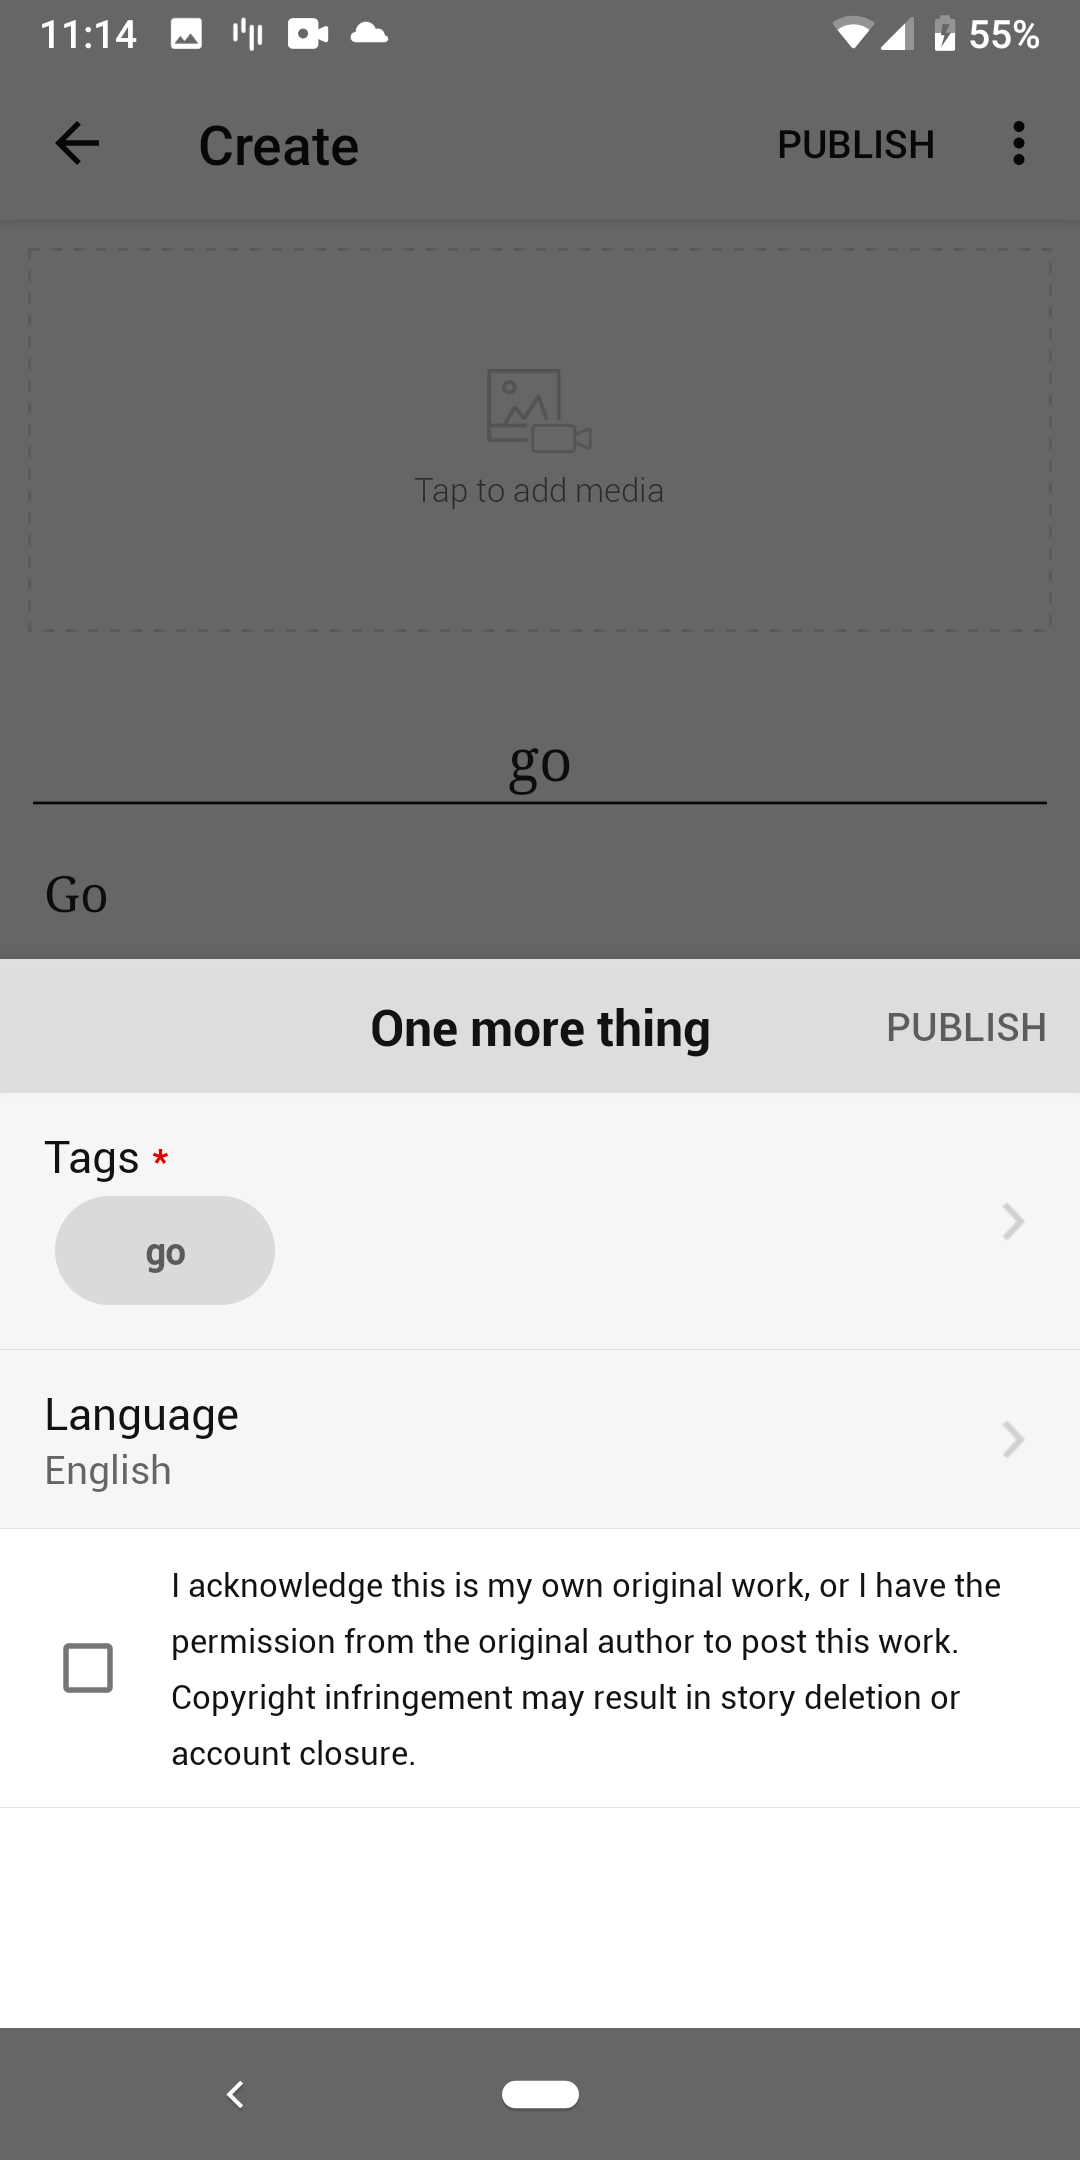 11:14
55%
Create
PUBLISH
Tap to add media
go
Go
One more thing
PUBLISH
Tags *
go
Language
English
I acknowledge this is my own original work, or I have the
permission from the original author to post this work.
Copyright infringement may result in story deletion or
account closure.